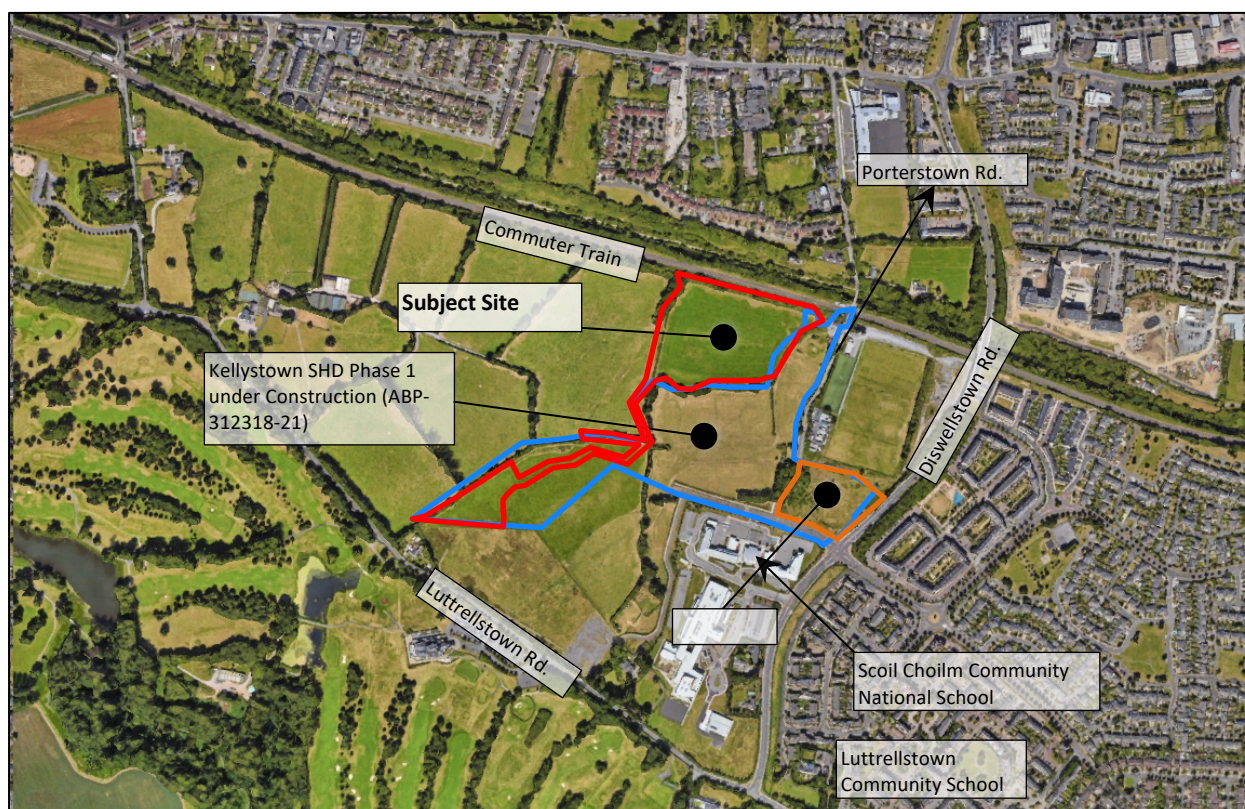 Porterstown Rd.
Commuter Train
Subject Site
Kellystown SHD Phase 1
under Construction (ABP-
312318-21)
Diswellstown Rd.
Luttrellstown Rd.
Scoil Choilm Community
National School
Luttrellstown
Community School